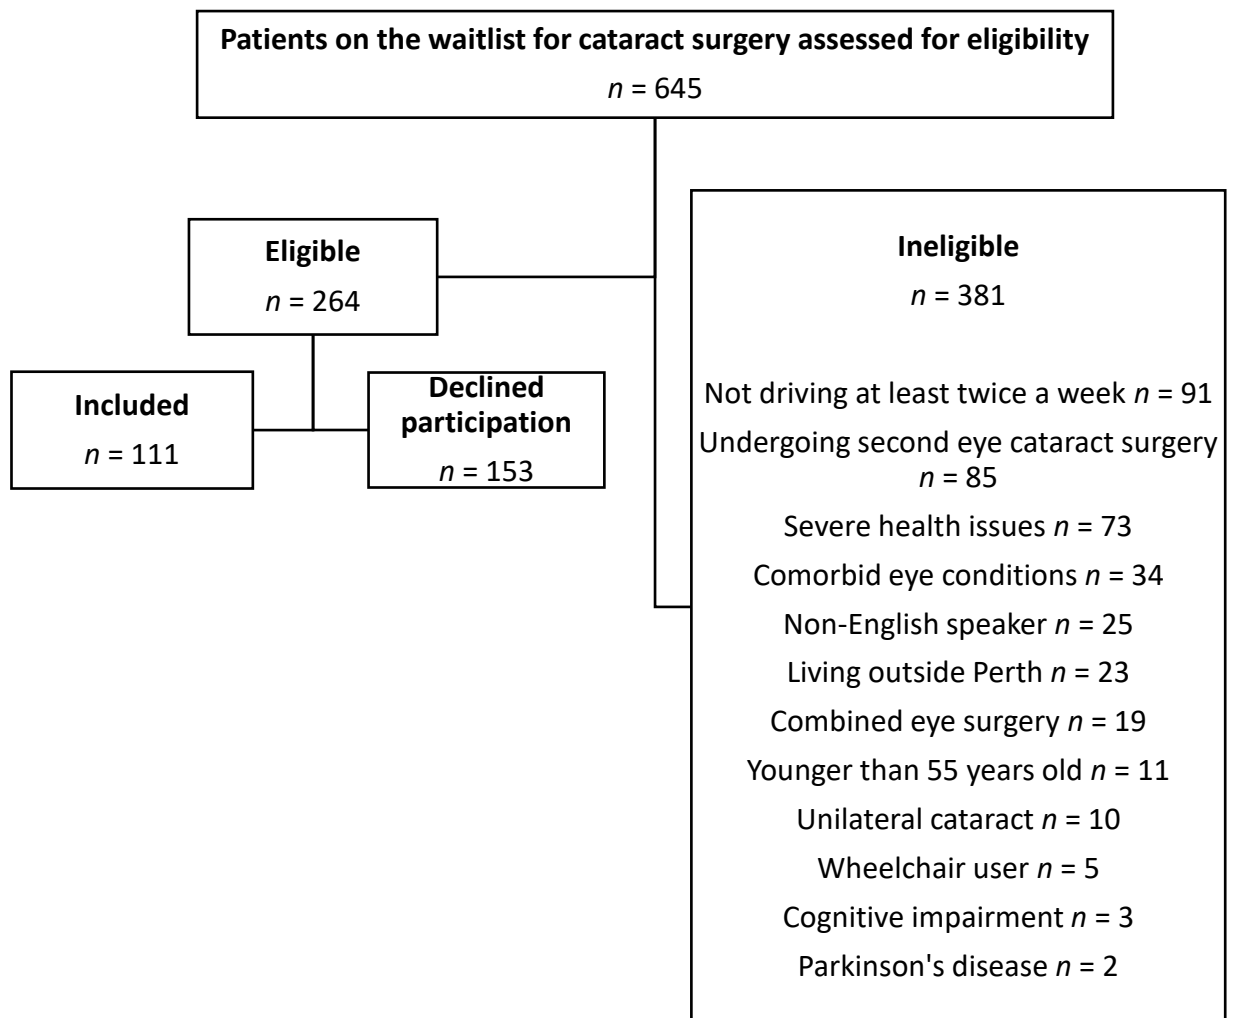 Patients on the waitlist for cataract surgery assessed for eligibility
n = 645
Eligible
n = 264
Included
n = 111
Declined
participation
n = 153
Ineligible
n = 381
Not driving at least twice a week n = 91
Undergoing second eye cataract surgery
n = 85
Severe health issues n = 73
Comorbid eye conditions n = 34
Non-English speaker n = 25
Living outside Perth n = 23
Combined eye surgery n = 19
Younger than 55 years old n = 11
Unilateral cataract n = 10
Wheelchair user n = 5
Cognitive impairment n = 3
Parkinson's disease n = 2